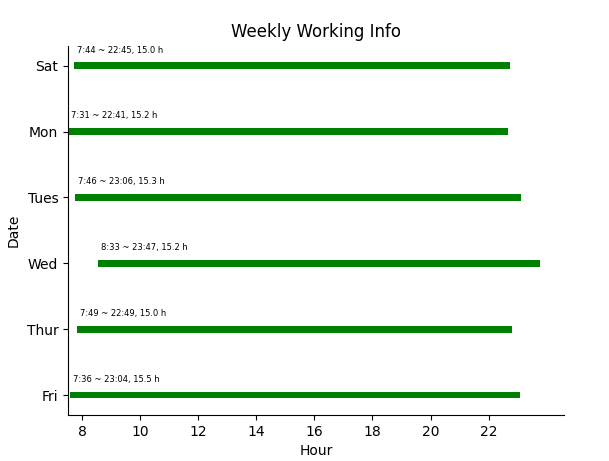 Weekly Working Info
7:44 ~ 22:45, 15.0 h
Sat
7:31 ~ 22:41, 15.2 h
Mon
7:46 ~ 23:06, 15.3 h
Tues
Date
8:33 ~ 23:47, 15.2 h
Wed
7:49 ~ 22:49, 15.0 h
Thur
7:36 ~ 23:04, 15.5 h
Fri
8 10 12 14 16 18 20 22
Hour